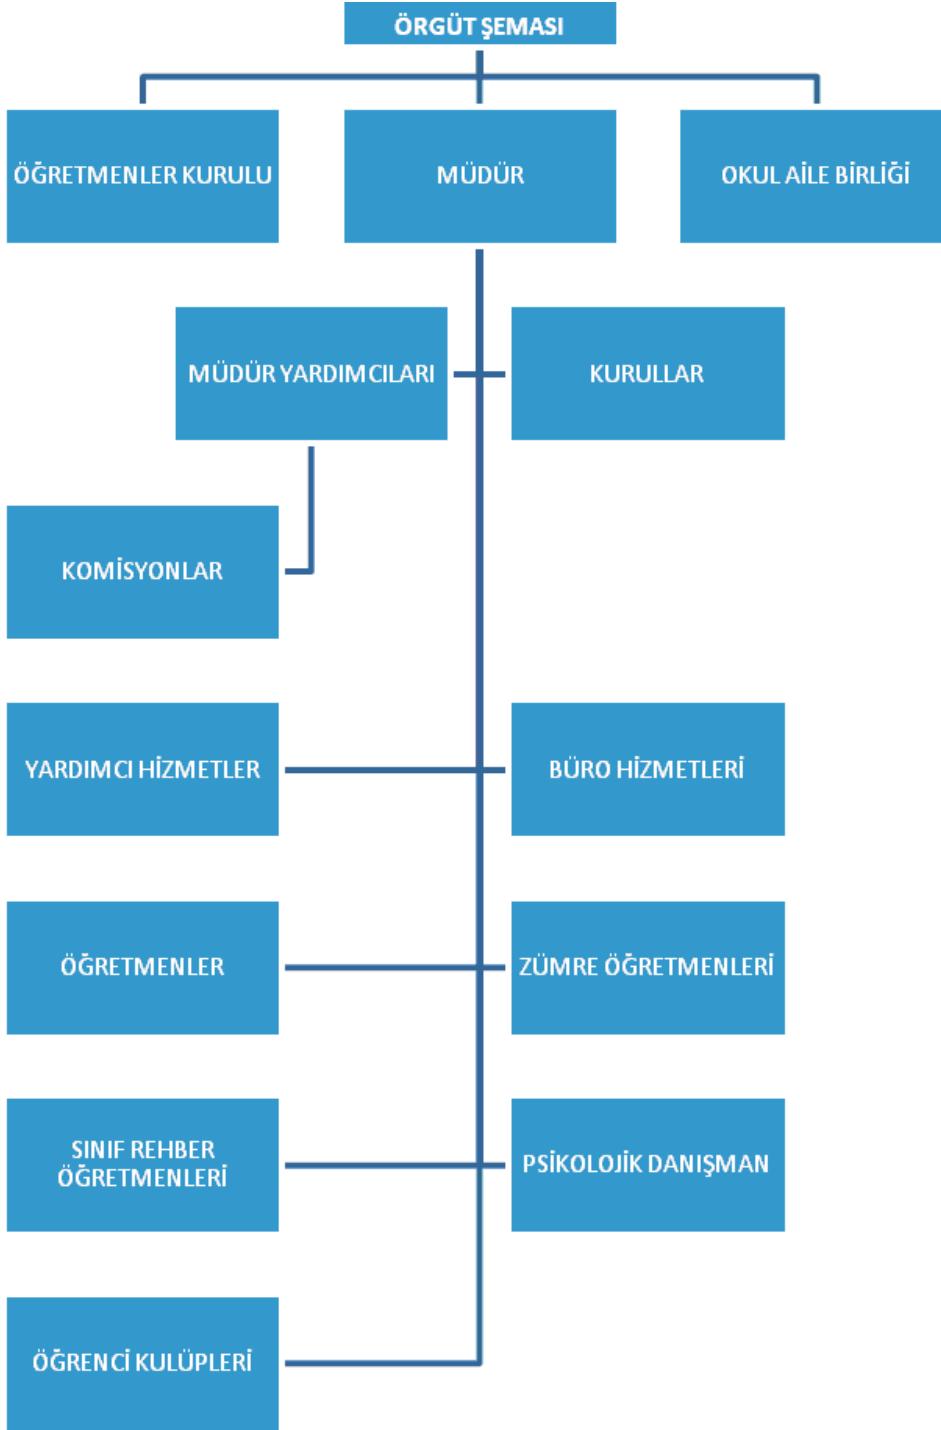 ÖRGÜT ŞEMASI
ÖĞRETMENLER KURULU
MÜDÜR
OKUL AİLE BİRLİĞİ
MÜDÜR YARDIMCILARI
KURULLAR
KOMİSYONLAR
YARDIMCI HİZMETLER
BÜRO HİZMETLERİ
ÖĞRETMENLER
ZÜMRE ÖĞRETMENLERİ
SINIF REHBER
ÖĞRETMENLERİ
PSİKOLOJİK DANIŞMAN
ÖĞRENCİ KULÜPLERİ